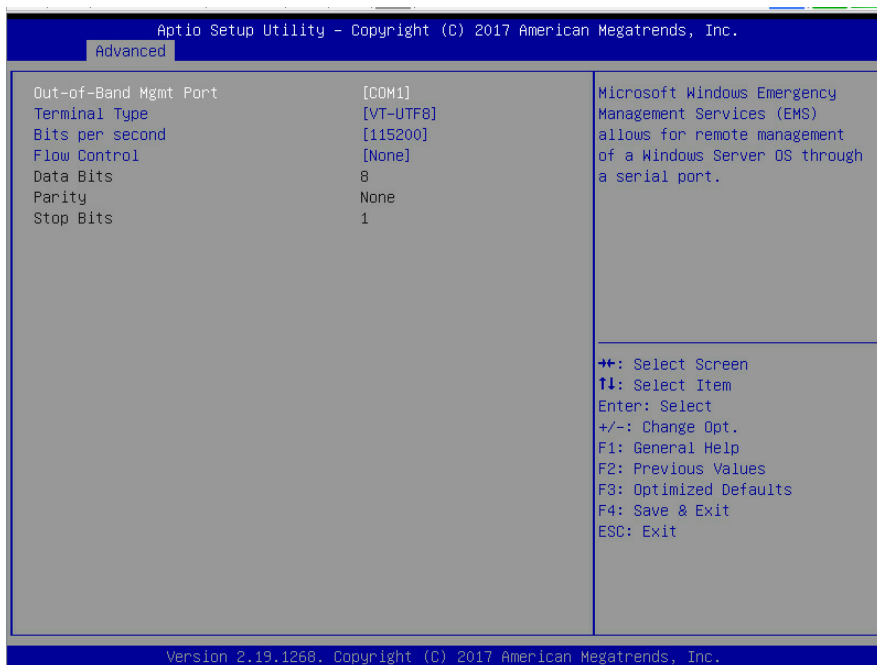 Aptio Setup Utility – Copyright (C) 2017 American Megatrends, Inc.
Advanced
Out-of-Band Mgmt Port [COM1]
Terminal Type [VT-UTF8]
Bits per second [115200]
Flow Control [None]
Data Bits 8
Parity None
Stop Bits 1
Microsoft Windows Emergency
Management Services (EMS)
allows for remote management
of a Windows Server OS through
a serial port.
→←: Select Screen
↑↓: Select Item
Enter: Select
+/-: Change Opt.
F1: General Help
F2: Previous Values
F3: Optimized Defaults
F4: Save & Exit
ESC: Exit
Version 2.19.1268. Copyright (C) 2017 American Megatrends, Inc.